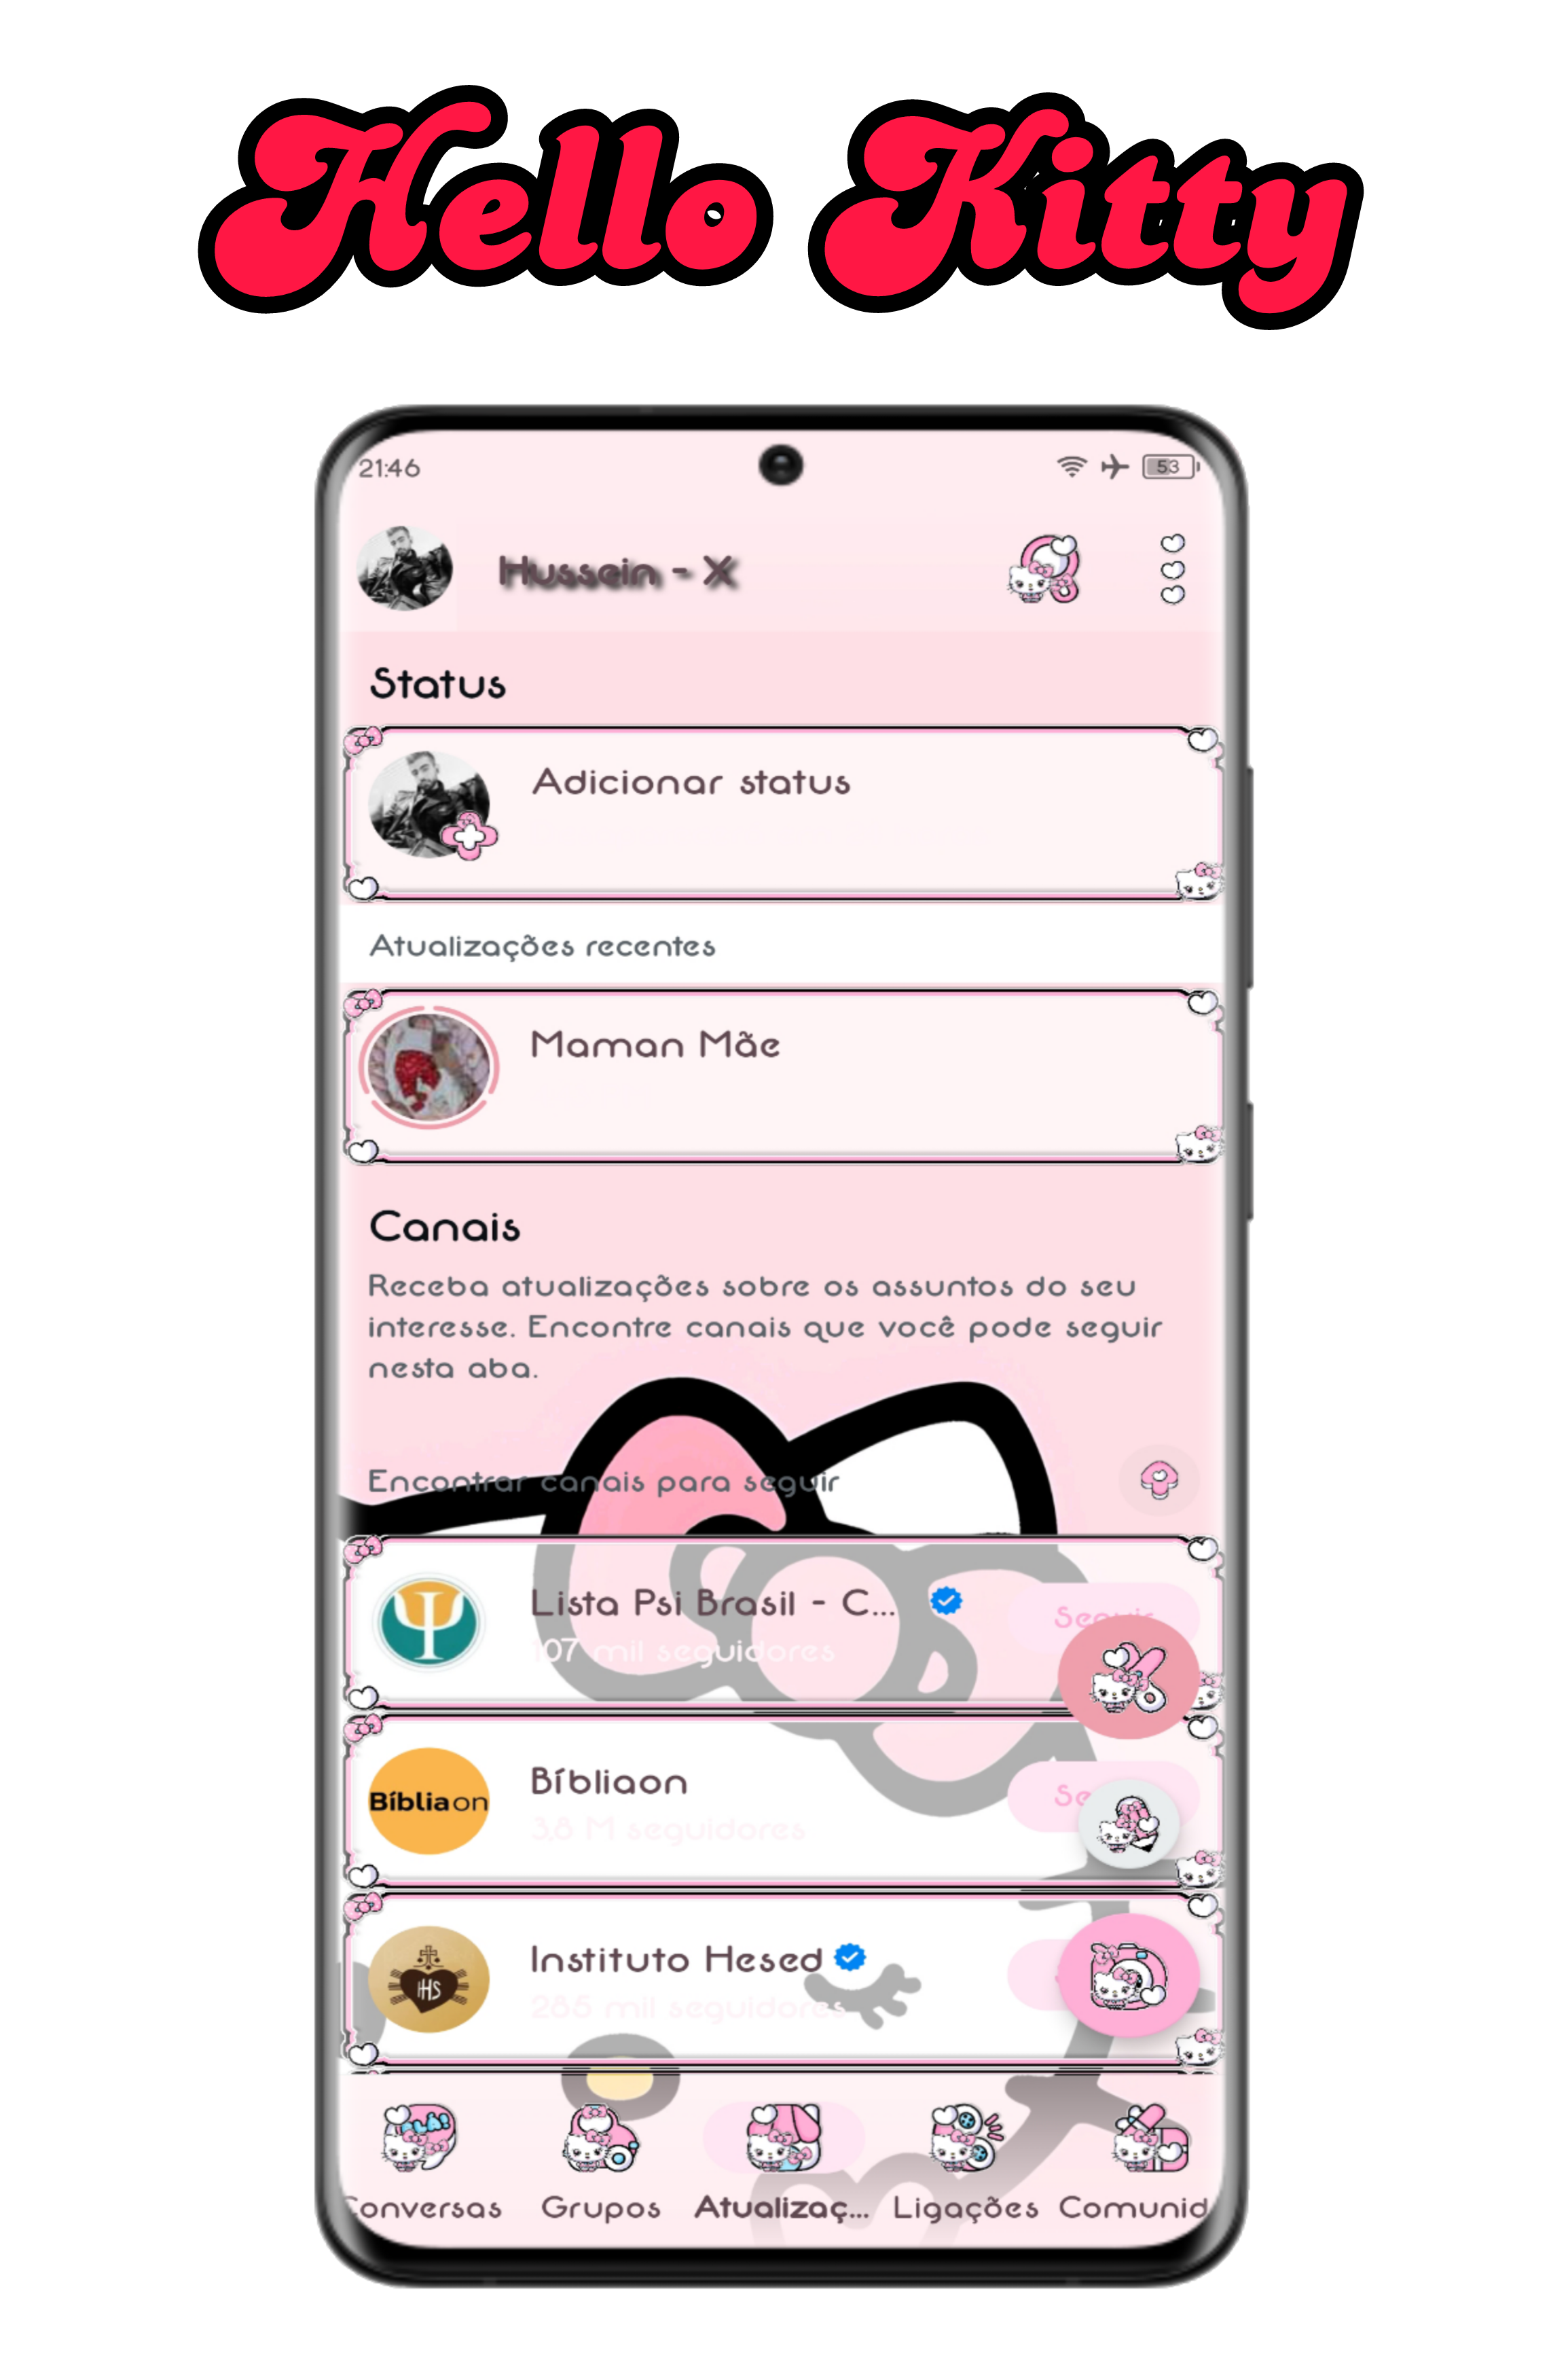 Hello Kitty
21:46
53
Hussein - X
Status
Adicionar status
Atualizações recentes
Maman Mãe
Canais
Receba atualizações sobre os assuntos do seu
interesse. Encontre canais que você pode seguir
nesta aba.
Encontrar canais para seguir
Lista Psi Brasil - C...
107 mil seguidores
Seguir
Bíbliaon
Bíbliaon
3,8 M seguidores
Se
IHS
Instituto Hesed
285 mil seguidores
Conversas
Grupos
Atualizaç...
Ligações
Comunid